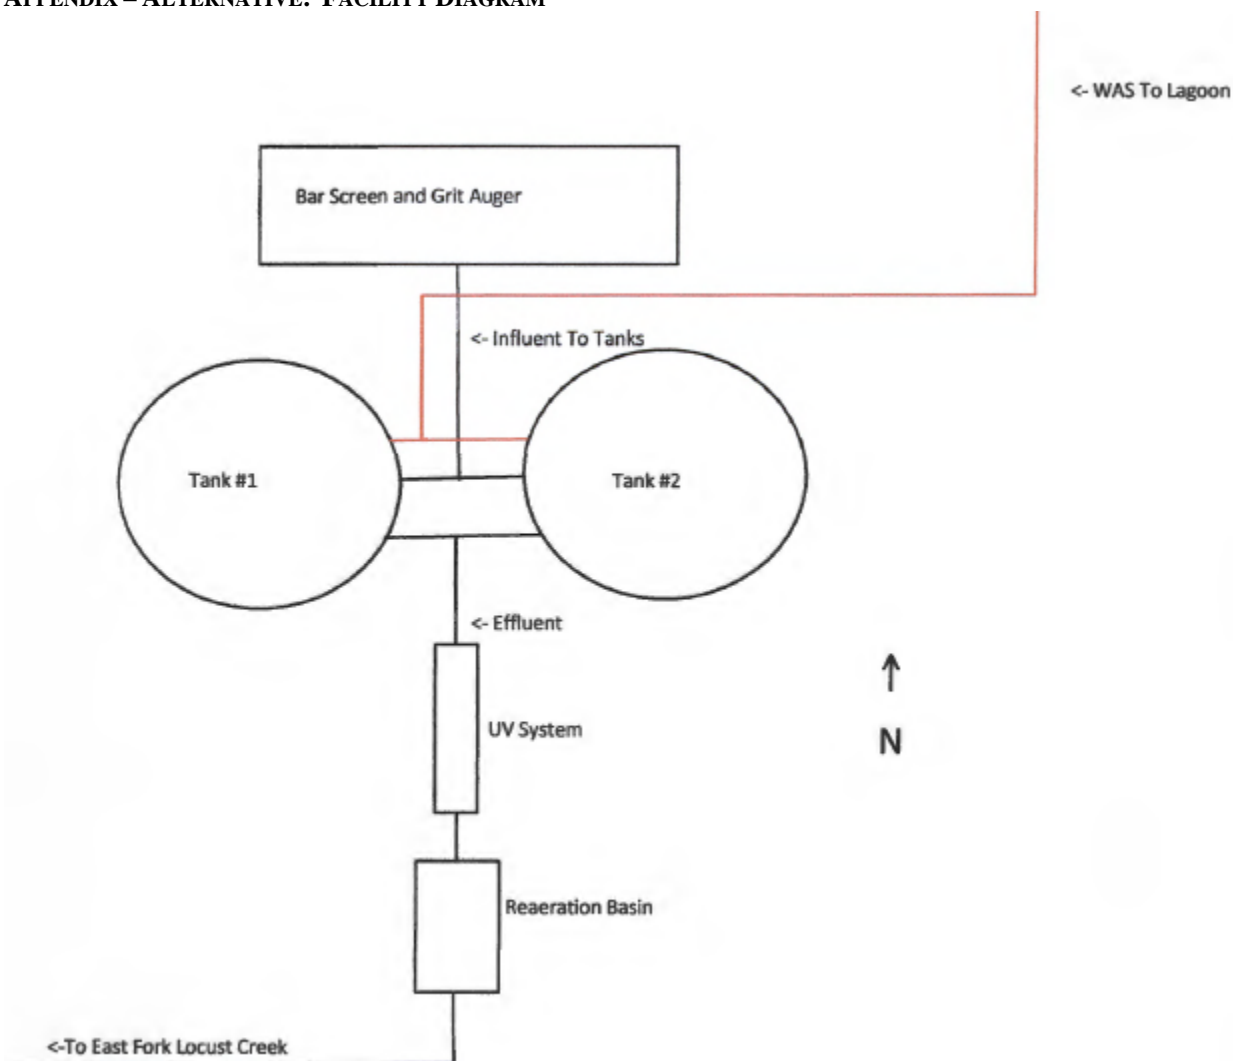 APPENDIX – ALTERNATIVE: FACILITY DIAGRAM
<- WAS To Lagoon
Bar Screen and Grit Auger
<- Influent To Tanks
Tank #1
Tank #2
<- Effluent
N
UV System
Reaeration Basin
<-To East Fork Locust Creek